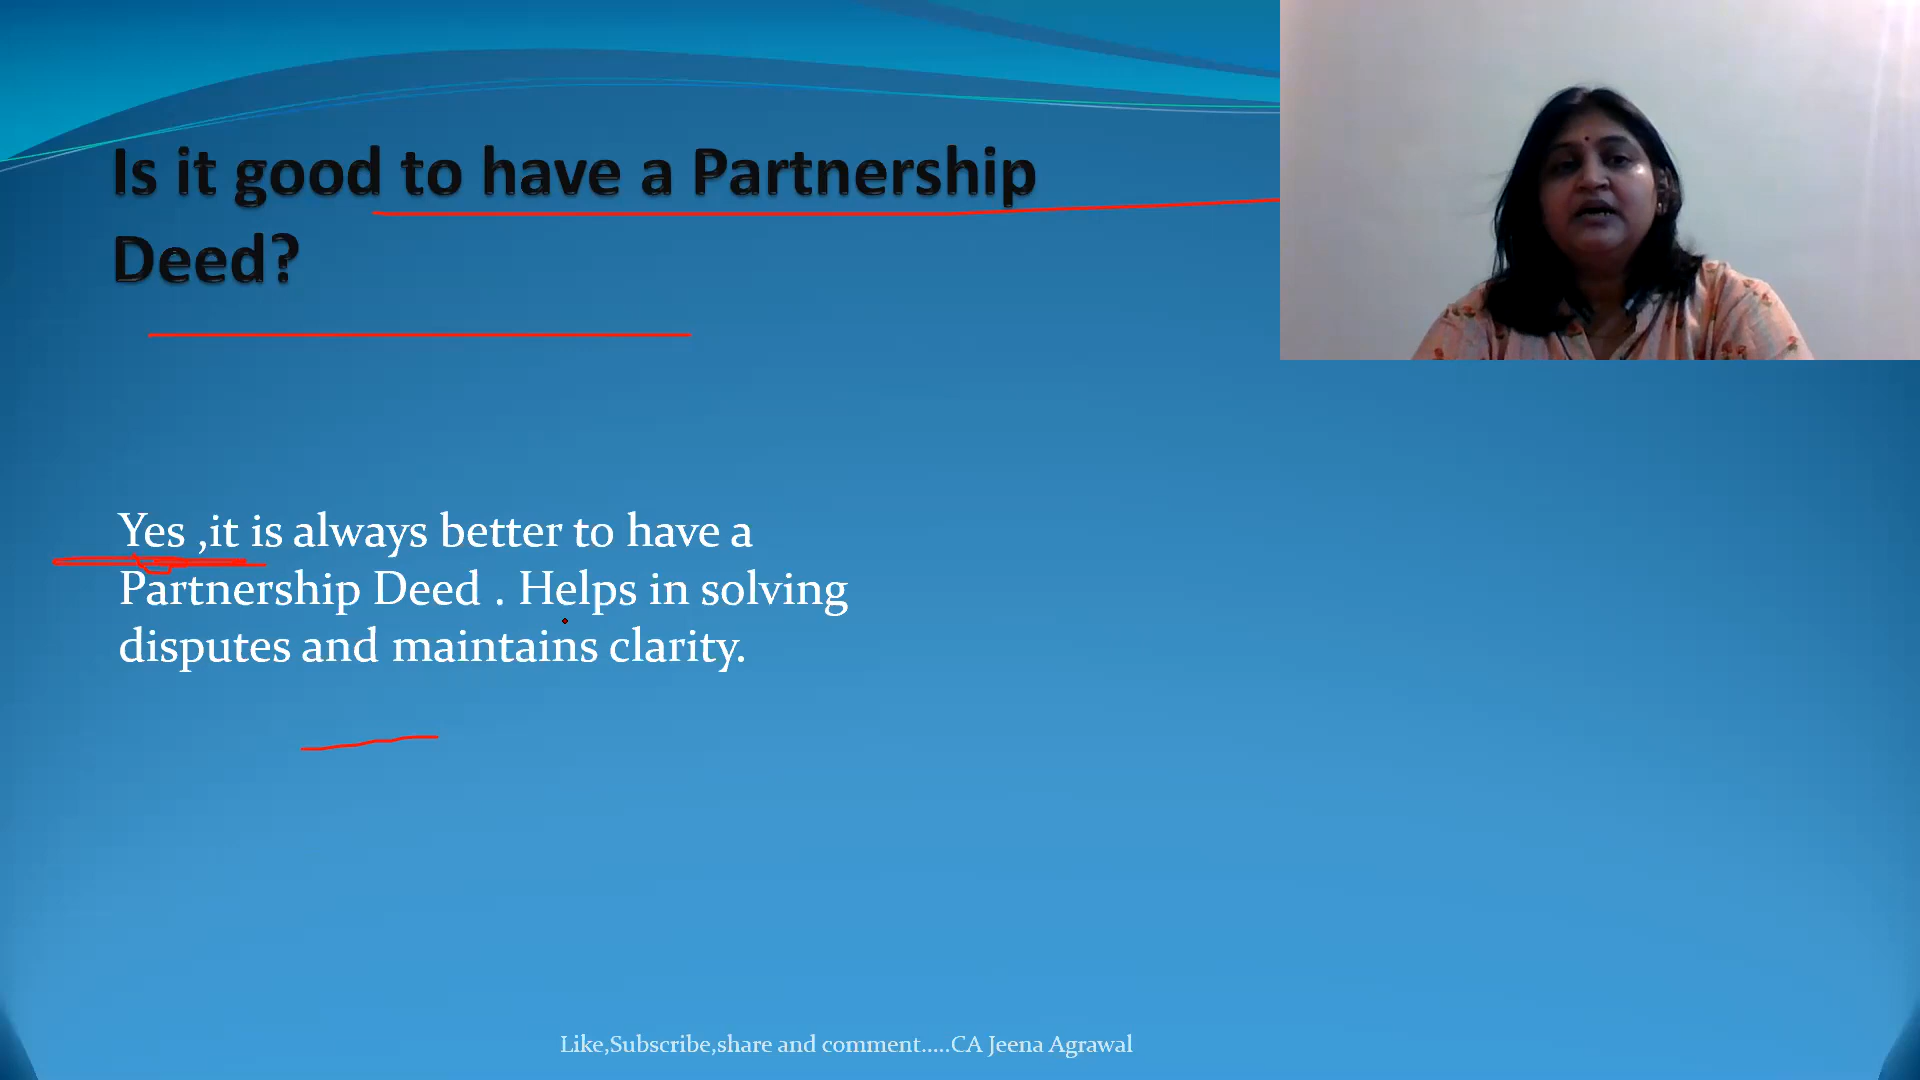 Is it good to have a Partnership
Deed?
Yes ,it is always better to have a
Partnership Deed . Helps in solving
disputes and maintains clarity.
Like,Subscribe,share and comment.....CA Jeena Agrawal